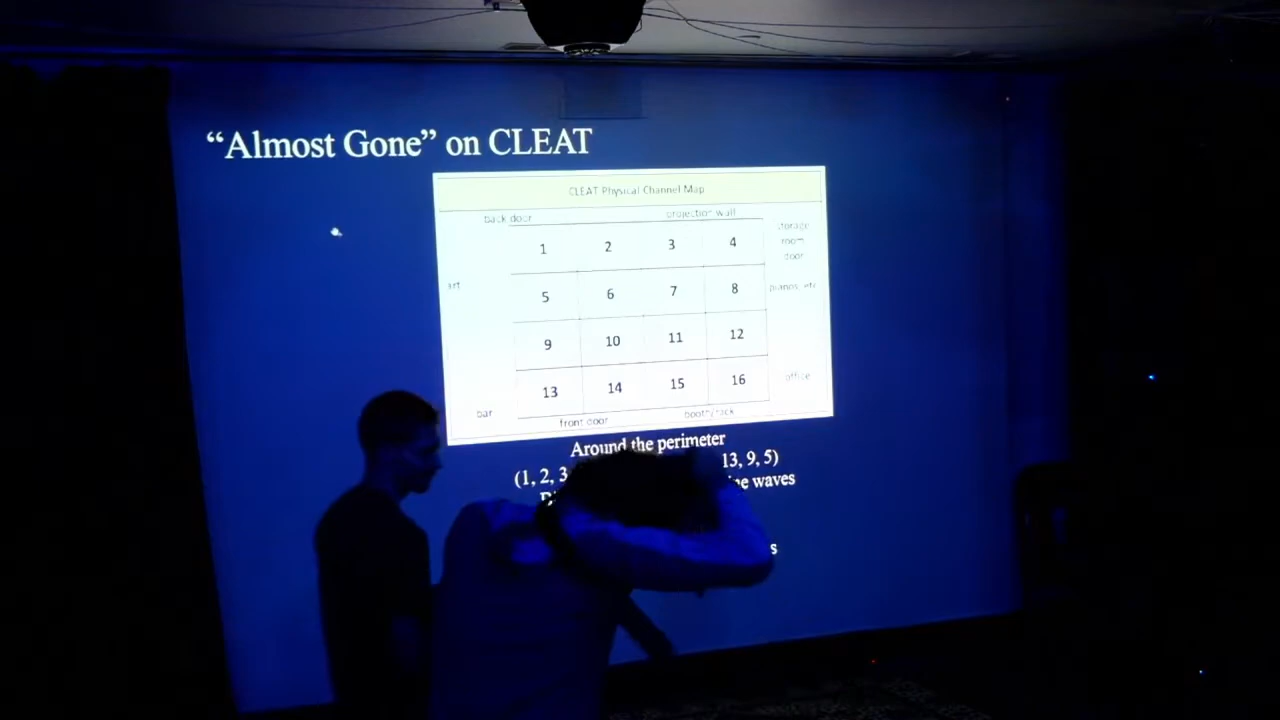 “Almost Gone” on CLEAT
CLEAT Physical Channel Map
back door projection wall
storage
room
door
1 2 3 4
art
5 6 7 8
pianos, etc
9 10 11 12
13 14 15 16
office
bar
front door booth/rack
Around the perimeter
(1, 2, 3 13, 9, 5)
waves